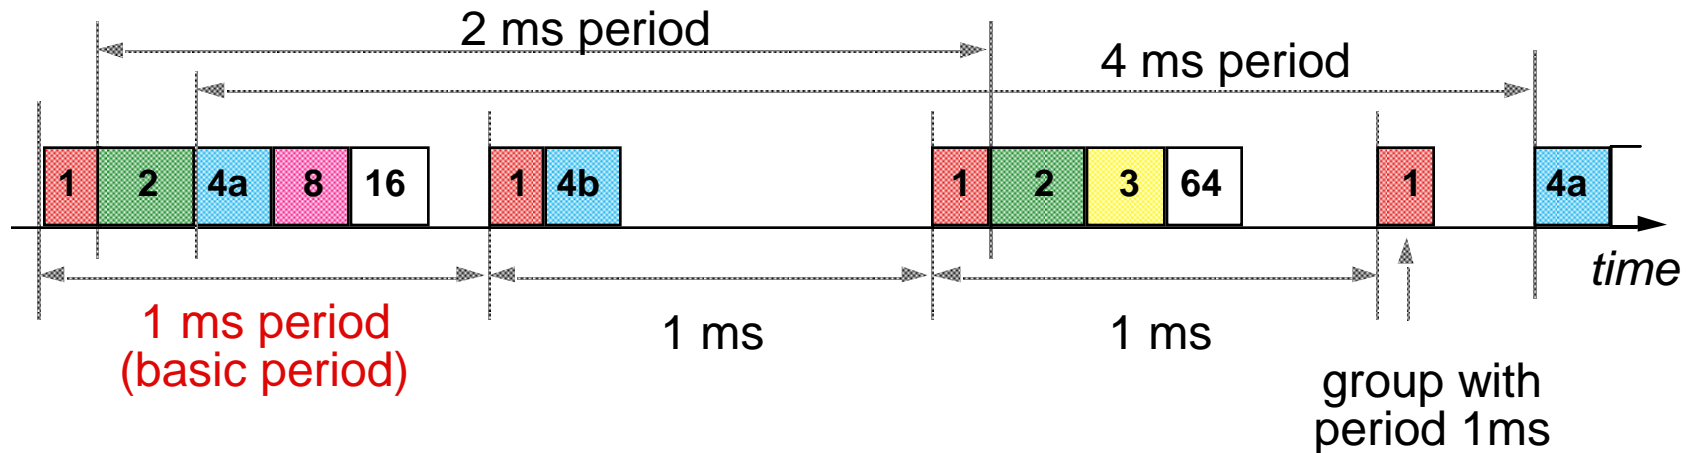 2 ms period
4 ms period
1 2 4a 8 16 1 4b 1 2 3 64 1 4a
time
1 ms period
(basic period)
1 ms
1 ms
group with
period 1ms